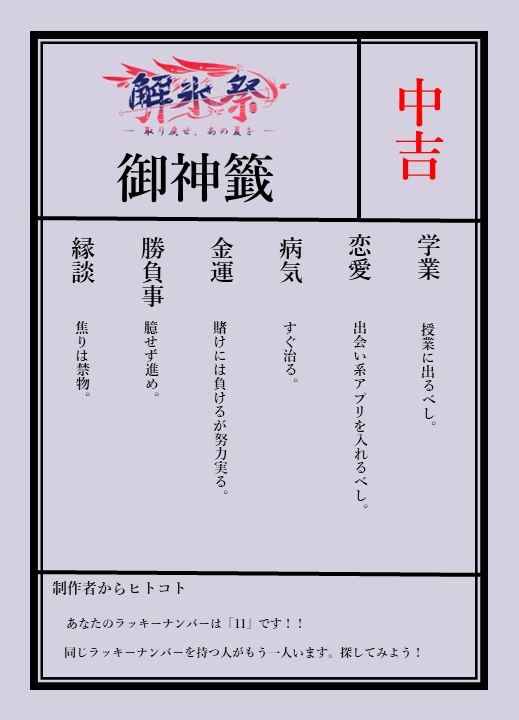 解氷祭
取り戻せ、あの夏を
御神籤
中吉
学業
授業に出るべし。
恋愛
出会い系アプリを入れるべし。
病気
すぐ治る。
金運
賭けには負けるが努力実る。
勝負事
臆せず進め。
縁談
焦りは禁物。
制作者からヒトコト
あなたのラッキーナンバーは「11」です！！
同じラッキーナンバーを持つ人がもう一人います。探してみよう！